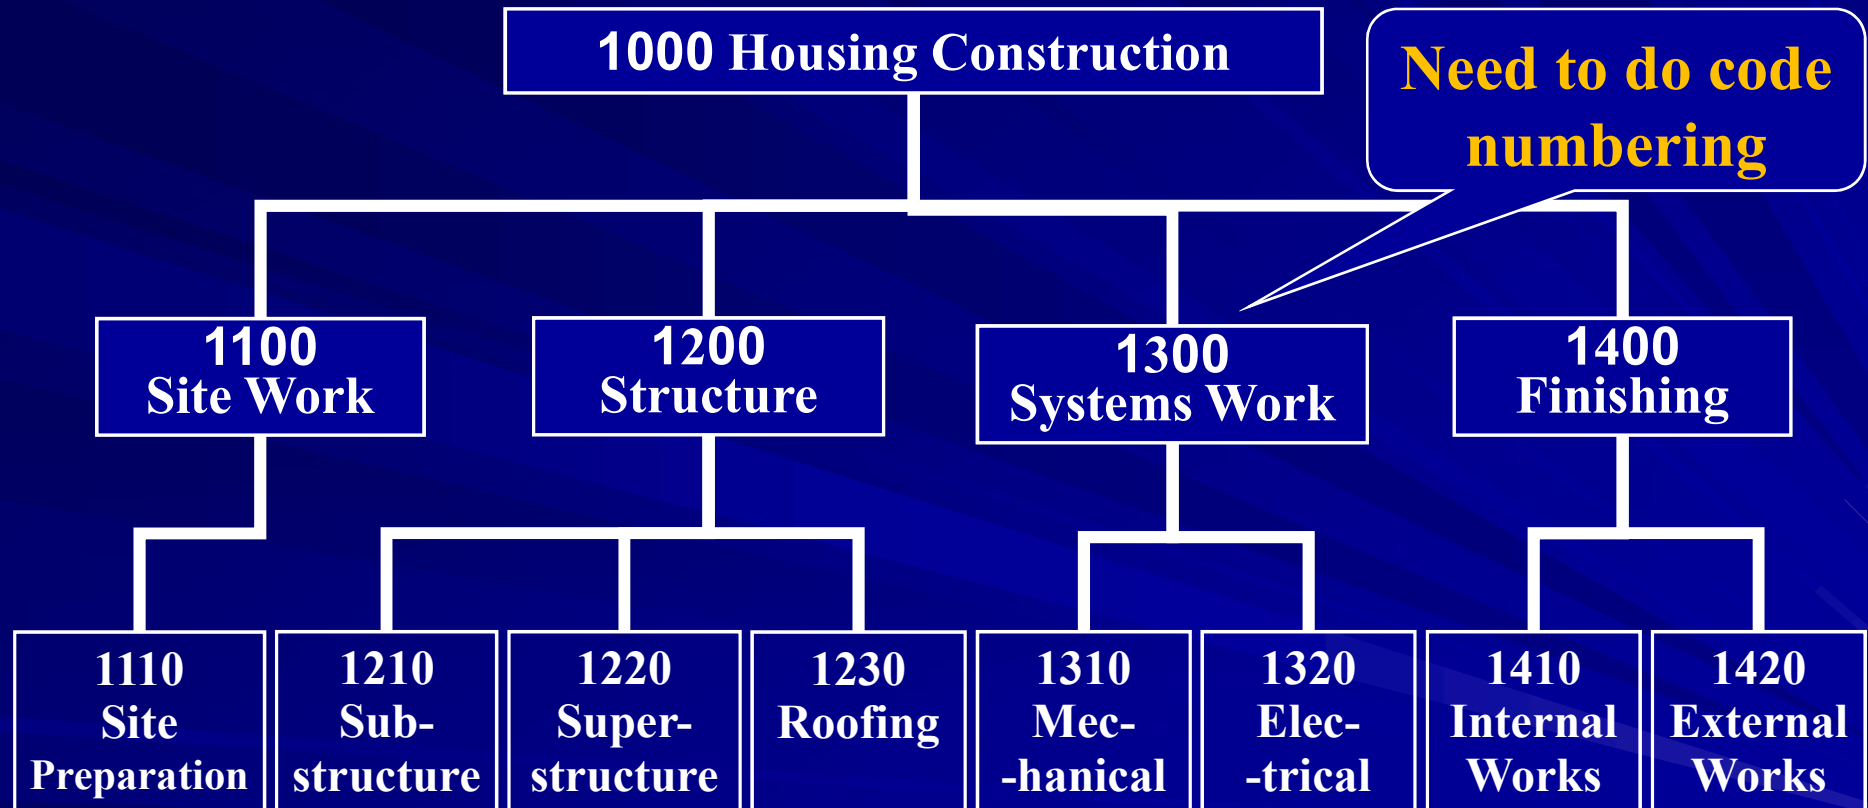 1000 Housing Construction
Need to do code
numbering
1100
Site Work
1200
Structure
1300
Systems Work
1400
Finishing
1110
Site
Preparation
1210
Sub-
structure
1220
Super-
structure
1230
Roofing
1310
Mec-
-hanical
1320
Elec-
-trical
1410
Internal
Works
1420
External
Works